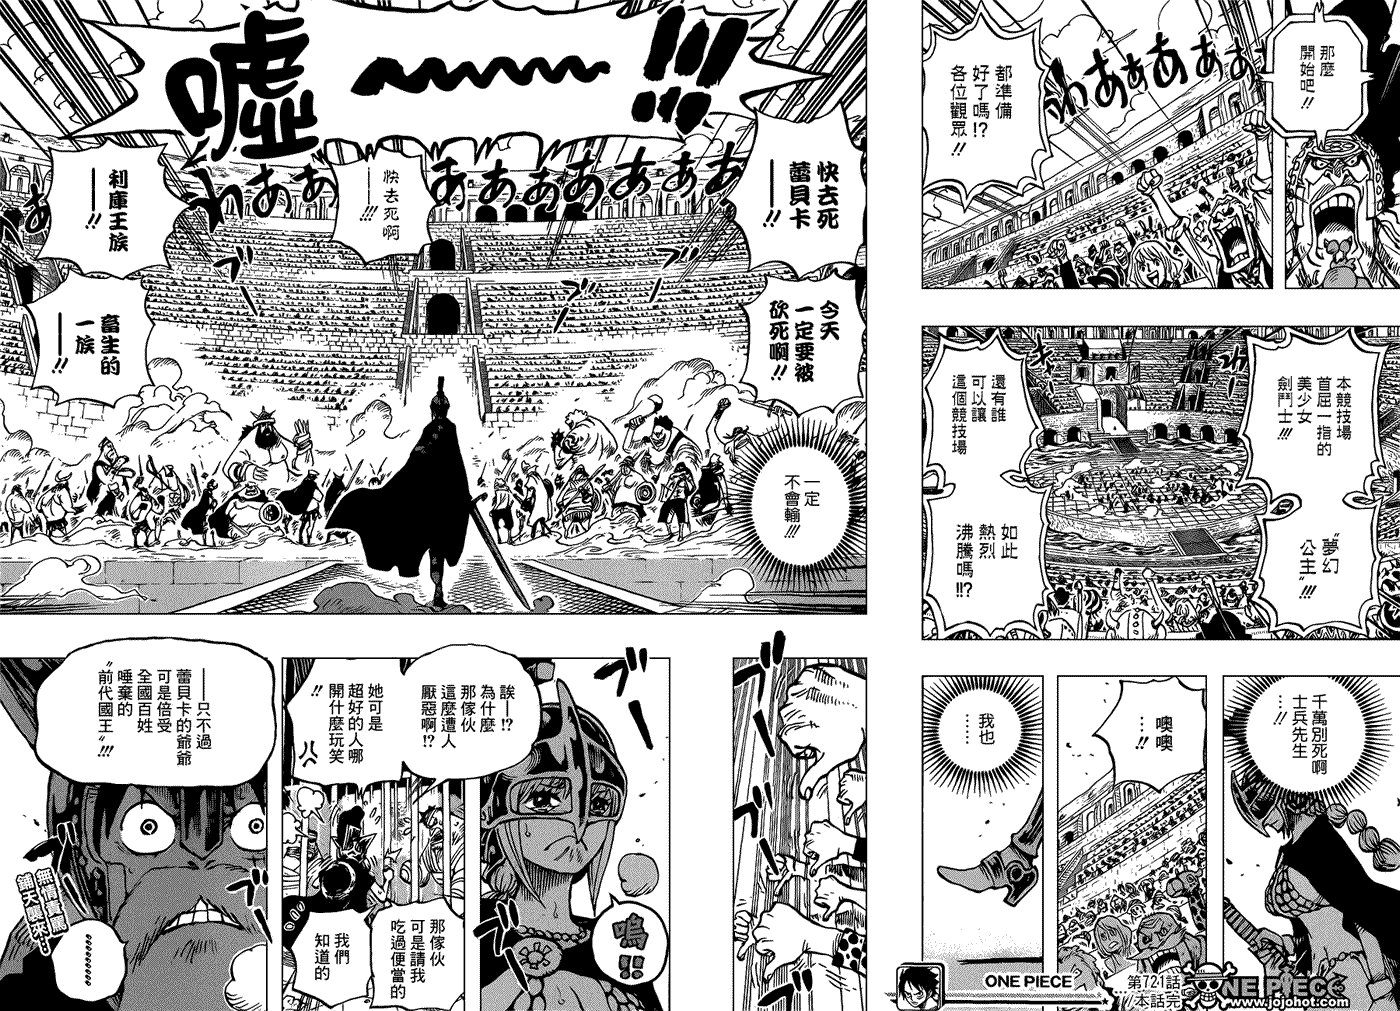 那麼
開始吧!!
都準備
好了嗎!?
各位觀眾!!
わあああぁぁぁ
本競技場
首屈一指的
美少女
劍鬥士!!
"夢幻
公主"!!!
還有誰
可以讓
這個競技場
如此
熱烈
沸騰嗎!!?
千萬別死啊
士兵先生
…!!
噢噢
…!!
我也
……
噓~~~~!!!
快去死
蕾貝卡
──!!
今天
一定要被
砍死啊!!
快去死啊
!!!
利庫王族
──!!
畜生的
一族
──!!
わあああ
ああああああああ
ブー
ブー
一定
不會輸!!!
誒─!?
為什麼
那傢伙
這麼遭人
厭惡啊!?
嗚!!
她可是
超好的人哪
開什麼玩笑
!!
那傢伙
可是請我
吃過便當的
我們
知道的
──只不過
蕾貝卡的爺爺
可是倍受
全國百姓
唾棄的
"前代國王"!!!
…………
無情責罵
鋪天襲來…
ONE PIECE
第721話
/本話完
ONE PIECE
www.jojohot.com